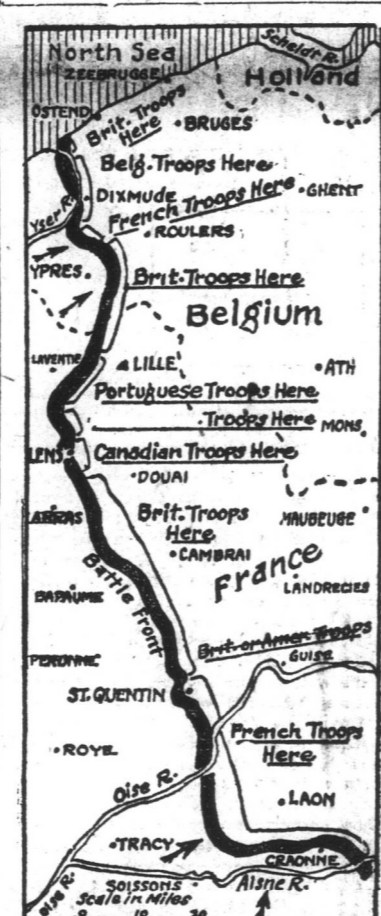 North Sea
Scheldt R.
ZEEBRUGGE
Holland
OSTEND
Brit. Troops
Here
BRUGES
Belg. Troops Here
DIXMUDE
GHENT
French Troops Here
Yser R.
ROULERS
YPRES
Brit. Troops Here
Belgium
LAVENTIE
LILLE
ATH
Portuguese Troops Here
Troops Here
MONS
LENS
Canadian Troops Here
DOUAI
Brit. Troops
Here
ARRAS
MAUBEUGE
CAMBRAI
France
Battle Front
BAPAUME
LANDRECIES
Brit. or Amer. Troops
PERONNE
GUISE
ST. QUENTIN
French Troops
Here
ROYE
Oise R.
LAON
TRACY
CRAONNE
Oise R.
SOISSONS
Aisne R.
Scale in Miles